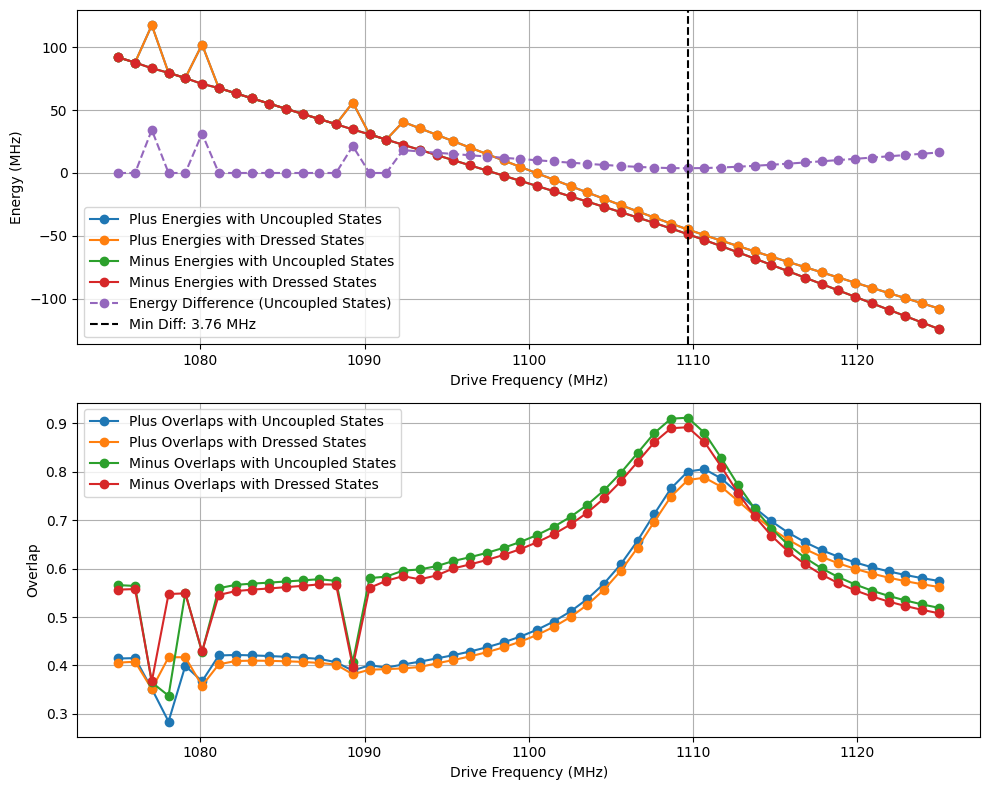 Energy (MHz)
100
50
0
−50
−100
Plus Energies with Uncoupled States
Plus Energies with Dressed States
Minus Energies with Uncoupled States
Minus Energies with Dressed States
Energy Difference (Uncoupled States)
Min Diff: 3.76 MHz
1080
1090
1100
1110
1120
Drive Frequency (MHz)
Overlap
0.9
0.8
0.7
0.6
0.5
0.4
0.3
Plus Overlaps with Uncoupled States
Plus Overlaps with Dressed States
Minus Overlaps with Uncoupled States
Minus Overlaps with Dressed States
1080
1090
1100
1110
1120
Drive Frequency (MHz)